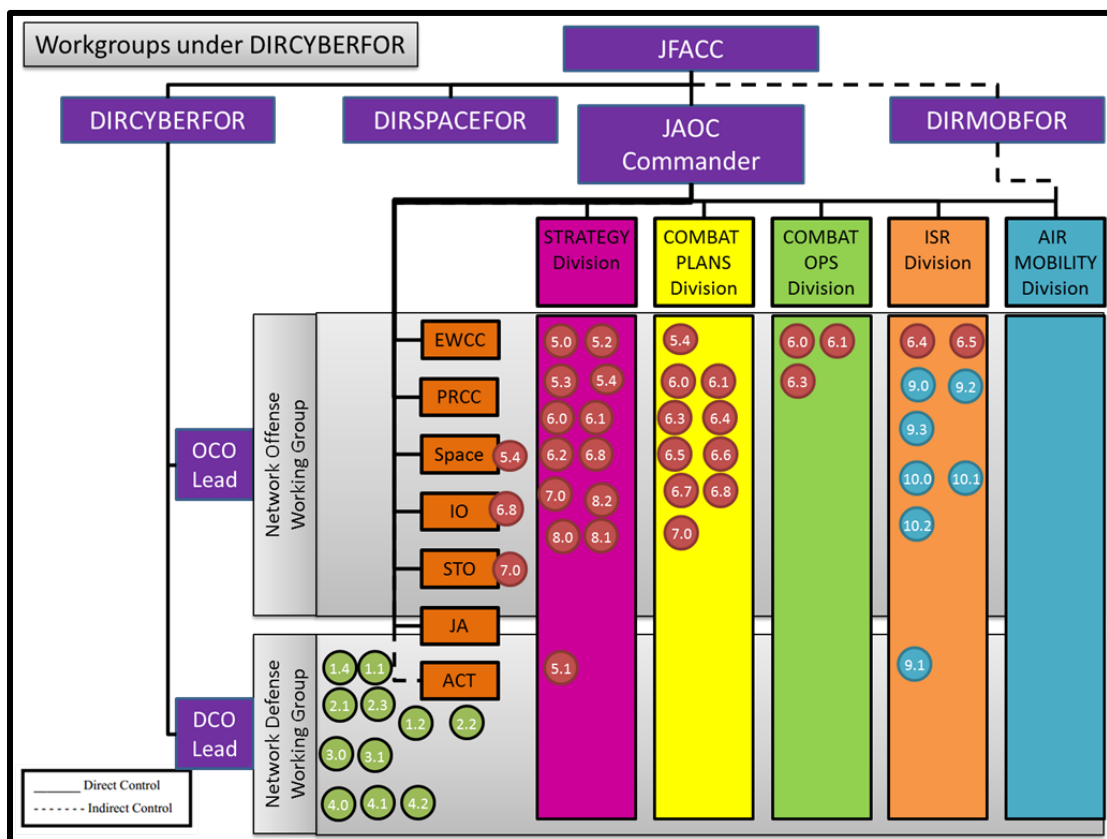 Workgroups under DIRCYBERFOR
JFACC
DIRCYBERFOR
DIRSPACEFOR
JAOC
Commander
DIRMOBFOR
STRATEGY
Division
COMBAT
PLANS
Division
COMBAT
OPS
Division
ISR
Division
AIR
MOBILITY
Division
OCO
Lead
Network Offense
Working Group
EWCC
PRCC
Space
5.4
IO
6.8
STO
7.0
JA
5.0 5.2
5.3 5.4
6.0 6.1
6.2 6.8
7.0 8.2
8.0 8.1
5.4
6.0 6.1
6.3 6.4
6.5 6.6
6.7 6.8
7.0
6.0 6.1
6.3
6.4 6.5
9.0 9.2
9.3
10.0 10.1
10.2
DCO
Lead
Network Defense
Working Group
ACT
1.4 1.1
2.1 2.3
1.2 2.2
3.0 3.1
4.0 4.1 4.2
5.1
9.1
Direct Control
Indirect Control